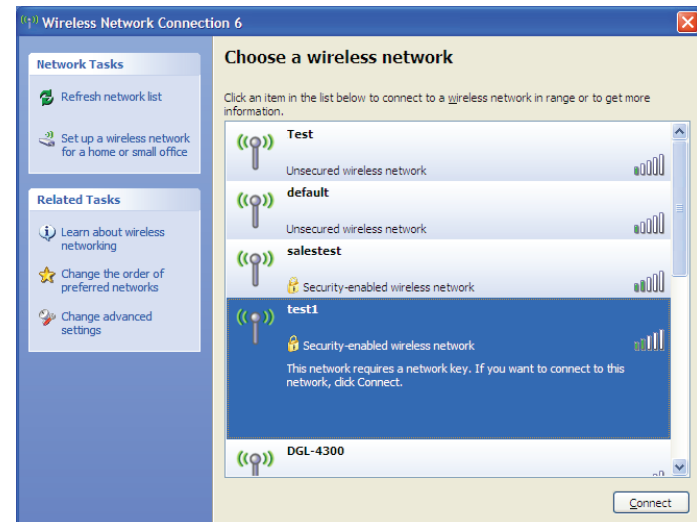 Wireless Network Connection 6
Network Tasks
Refresh network list
Set up a wireless network
for a home or small office
Related Tasks
Learn about wireless
networking
Change the order of
preferred networks
Change advanced
settings
Choose a wireless network
Click an item in the list below to connect to a wireless network in range or to get more
information.
Test
Unsecured wireless network
default
Unsecured wireless network
salestest
Security-enabled wireless network
test1
Security-enabled wireless network
This network requires a network key. If you want to connect to this
network, click Connect.
DGL-4300
Connect